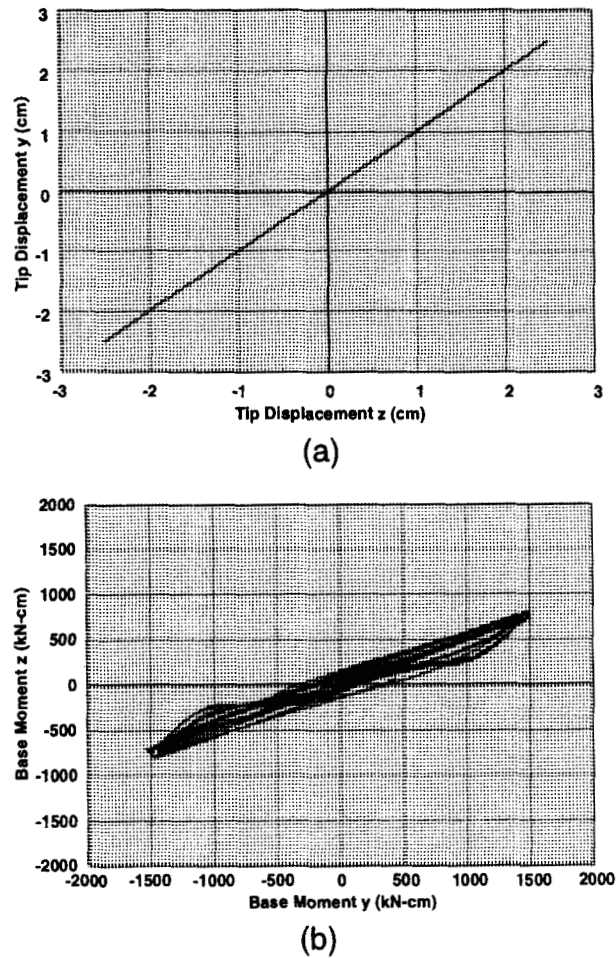 3
2
1
0
-1
-2
-3
Tip Displacement y (cm)
-3 -2 -1 0 1 2 3
Tip Displacement z (cm)
(a)
2000
1500
1000
500
0
-500
-1000
-1500
-2000
Base Moment z (kN-cm)
-2000 -1500 -1000 -500 0 500 1000 1500 2000
Base Moment y (kN-cm)
(b)